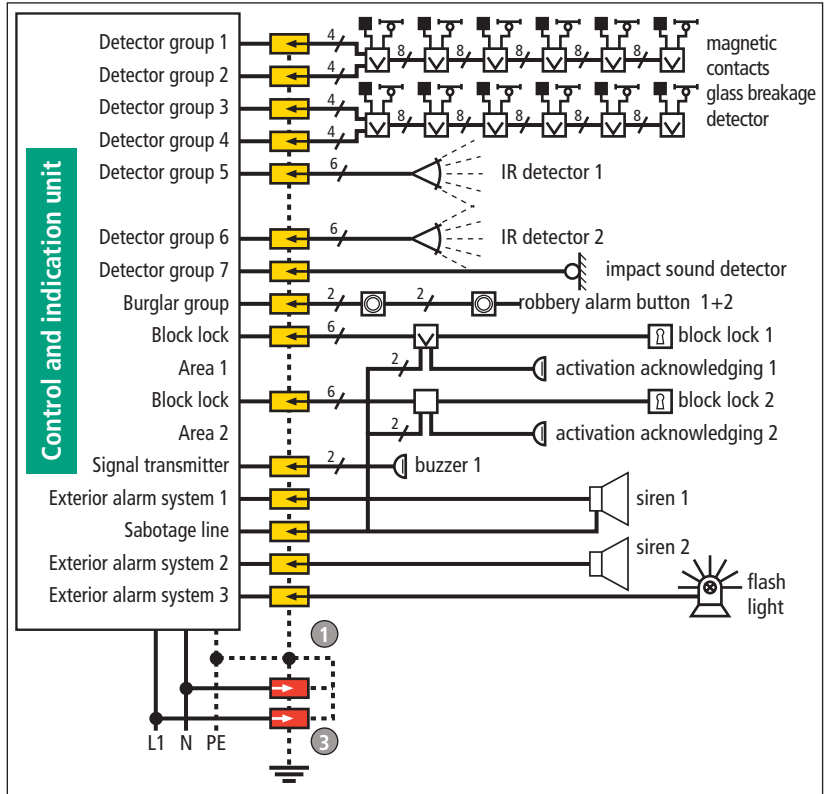 Control and indication unit
Detector group 1 4 8 8 8 8 8 magnetic
Detector group 2 4 contacts
Detector group 3 4 8 8 8 8 8 glass breakage
Detector group 4 4 detector
Detector group 5 6 IR detector 1
Detector group 6 6 IR detector 2
Detector group 7 impact sound detector
Burglar group 2 2 robbery alarm button 1+2
Block lock 6 block lock 1
Area 1 2 activation acknowledging 1
Block lock 6 block lock 2
Area 2 2 activation acknowledging 2
Signal transmitter 2 buzzer 1
Exterior alarm system 1 siren 1
Sabotage line
Exterior alarm system 2 siren 2
Exterior alarm system 3 flash
light
1
3
L1 N PE